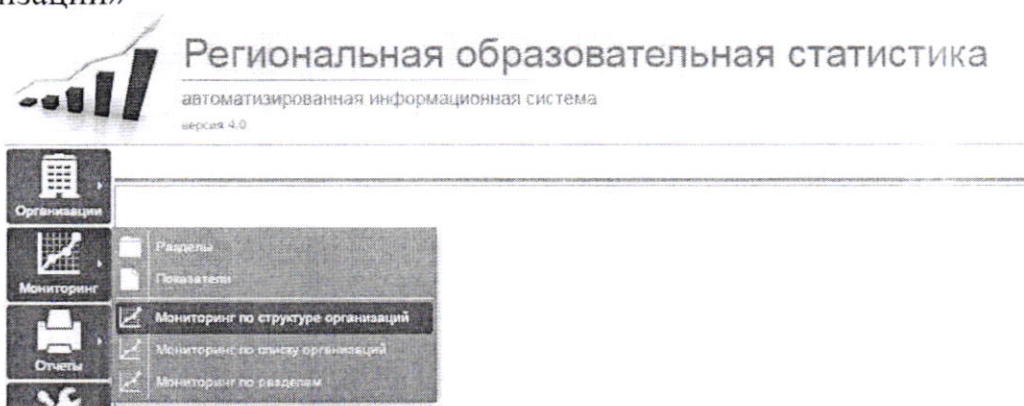 изации»
Региональная образовательная статистика
автоматизированная информационная система
версия 4.0
Организации
Мониторинг
Разделы
Показатели
Мониторинг по структуре организаций
Мониторинг по списку организаций
Мониторинг по разделам
Отчеты